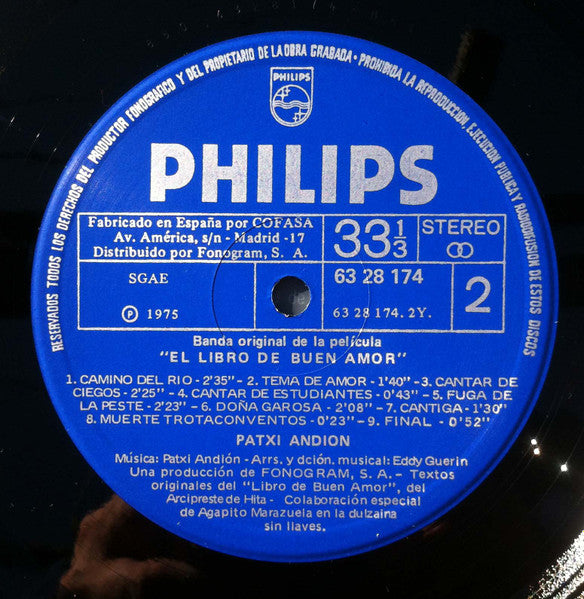 RESERVADOS TODOS LOS DERECHOS DEL PRODUCTOR FONOGRAFICO Y DEL PROPIETARIO DE LA OBRA GRABADA · PROHIBIDA LA REPRODUCCION, EJECUCION PUBLICA Y RADIODIFUSION DE ESTOS DISCOS
PHILIPS
PHILIPS
Fabricado en España por COFASA
Av. América, s/n - Madrid -17
Distribuido por Fonogram, S. A.
33 1/3
STEREO
SGAE
℗ 1975
63 28 174
63 28 174. 2Y.
2
Banda original de la película
"EL LIBRO DE BUEN AMOR"
1. CAMINO DEL RIO - 2'35" - 2. TEMA DE AMOR - 1'40" - 3. CANTAR DE
CIEGOS - 2'25" - 4. CANTAR DE ESTUDIANTES - 0'43" - 5. FUGA DE
LA PESTE - 2'23" - 6. DOÑA GAROSA - 2'08" - 7. CANTIGA - 1'30"
8. MUERTE TROTACONVENTOS - 0'23" - 9. FINAL - 0'52"
PATXI ANDION
Música: Patxi Andión - Arrs. y dción. musical: Eddy Guerin
Una producción de FONOGRAM, S. A. - Textos
originales del "Libro de Buen Amor", del
Arcipreste de Hita - Colaboración especial
de Agapito Marazuela en la dulzaina
sin llaves.